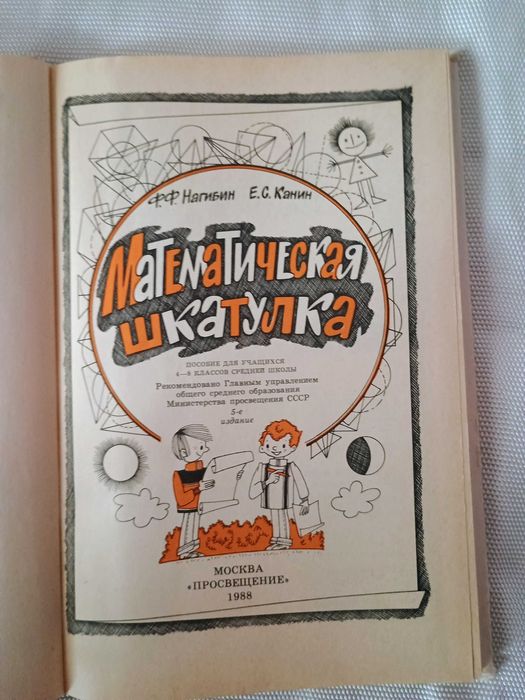 Ф.Ф. Нагибин Е.С. Канин
Математическая
шкатулка
ПОСОБИЕ ДЛЯ УЧАЩИХСЯ
4—8 КЛАССОВ СРЕДНЕЙ ШКОЛЫ
Рекомендовано Главным управлением
общего среднего образования
Министерства просвещения СССР
5-е
издание
МОСКВА
«ПРОСВЕЩЕНИЕ»
1988